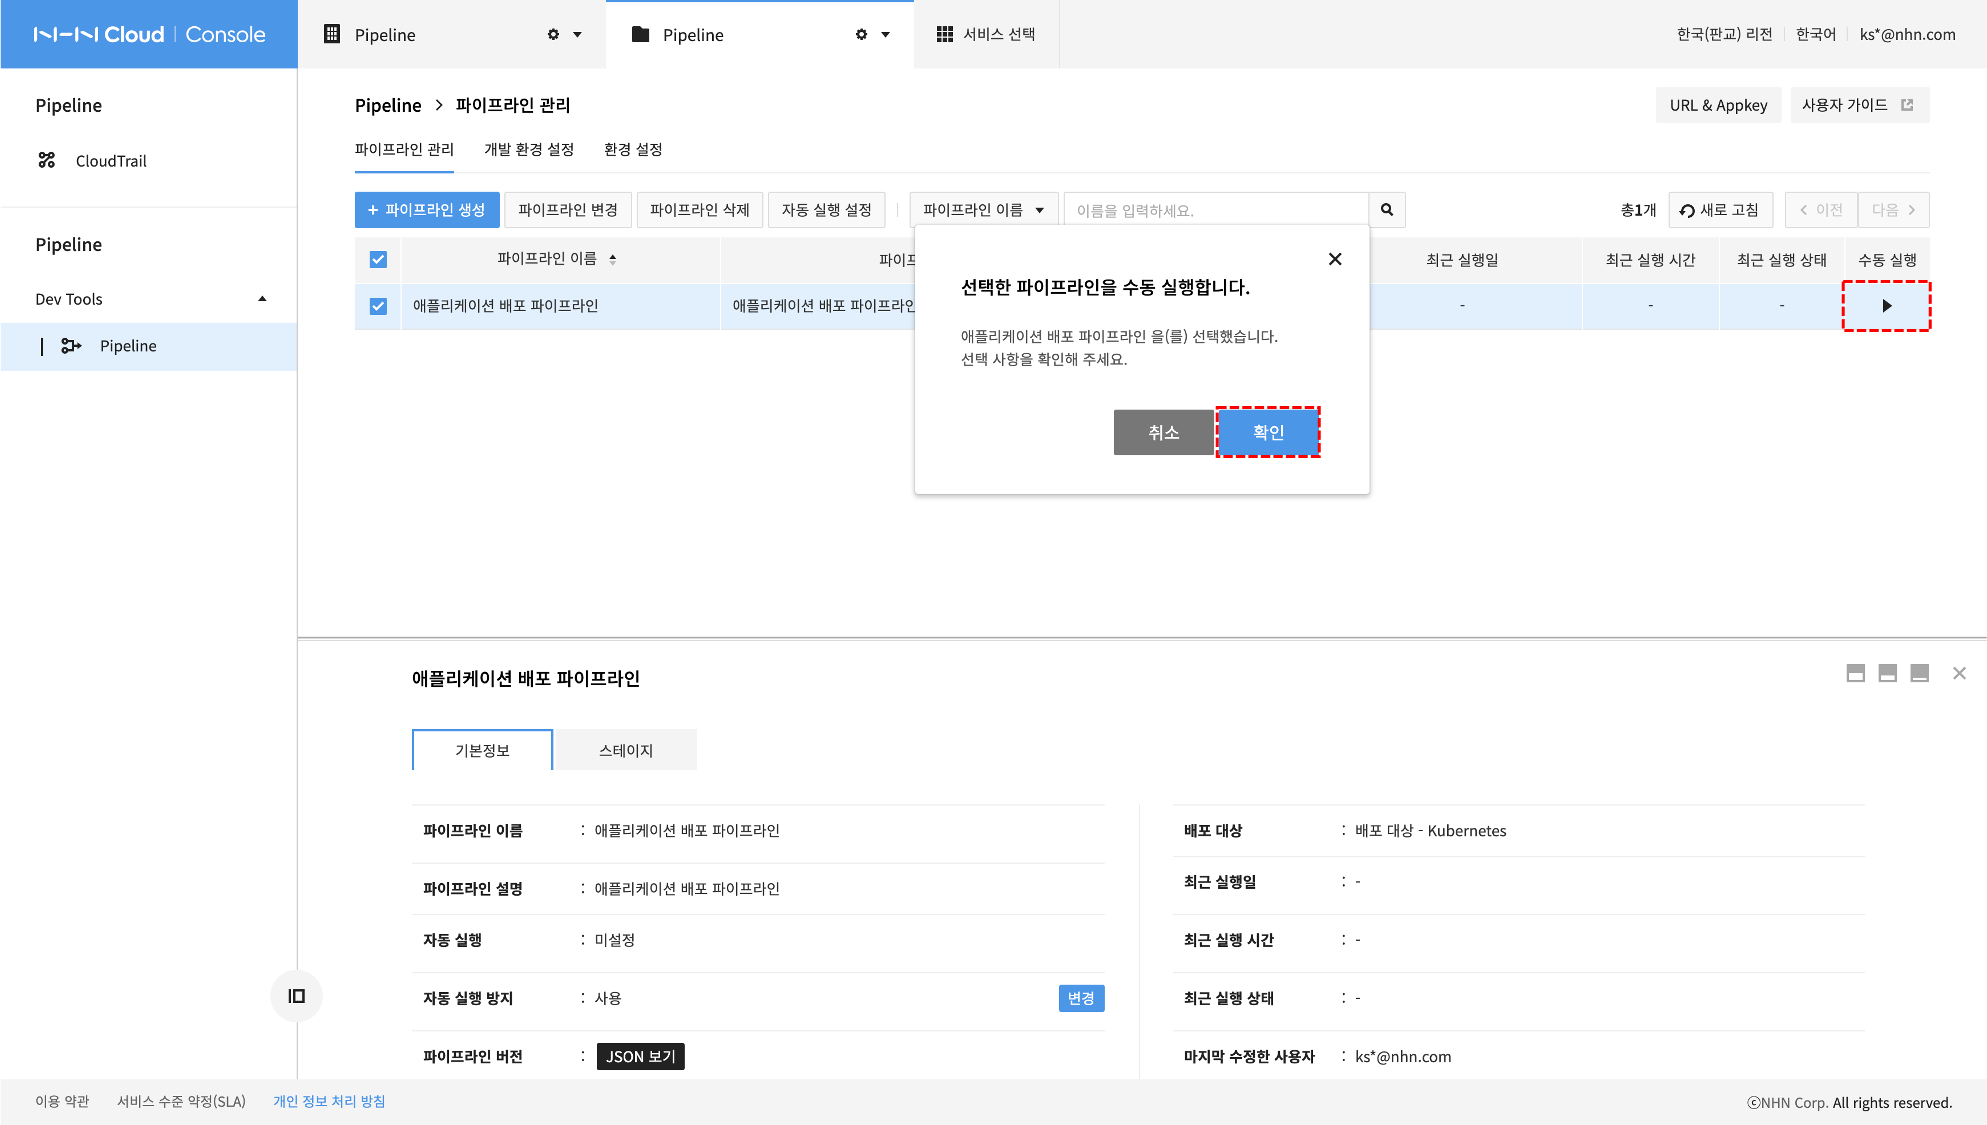 NHN Cloud | Console
Pipeline
Pipeline
서비스 선택
한국(판교) 리전
한국어
ks*@nhn.com
Pipeline
CloudTrail
Pipeline
Dev Tools
Pipeline
Pipeline > 파이프라인 관리
URL & Appkey
사용자 가이드
파이프라인 관리
개발 환경 설정
환경 설정
+ 파이프라인 생성
파이프라인 변경
파이프라인 삭제
자동 실행 설정
파이프라인 이름
이름을 입력하세요.
총1개
새로 고침
< 이전
다음 >
파이프라인 이름
파이프
최근 실행일
최근 실행 시간
최근 실행 상태
수동 실행
애플리케이션 배포 파이프라인
애플리케이션 배포 파이프라인
-
-
-
선택한 파이프라인을 수동 실행합니다.
애플리케이션 배포 파이프라인 을(를) 선택했습니다.
선택 사항을 확인해 주세요.
취소
확인
애플리케이션 배포 파이프라인
기본정보
스테이지
파이프라인 이름 : 애플리케이션 배포 파이프라인
파이프라인 설명 : 애플리케이션 배포 파이프라인
자동 실행 : 미설정
자동 실행 방지 : 사용
변경
파이프라인 버전 : JSON 보기
배포 대상 : 배포 대상 - Kubernetes
최근 실행일 : -
최근 실행 시간 : -
최근 실행 상태 : -
마지막 수정한 사용자 : ks*@nhn.com
이용 약관
서비스 수준 약정(SLA)
개인 정보 처리 방침
ⓒNHN Corp. All rights reserved.